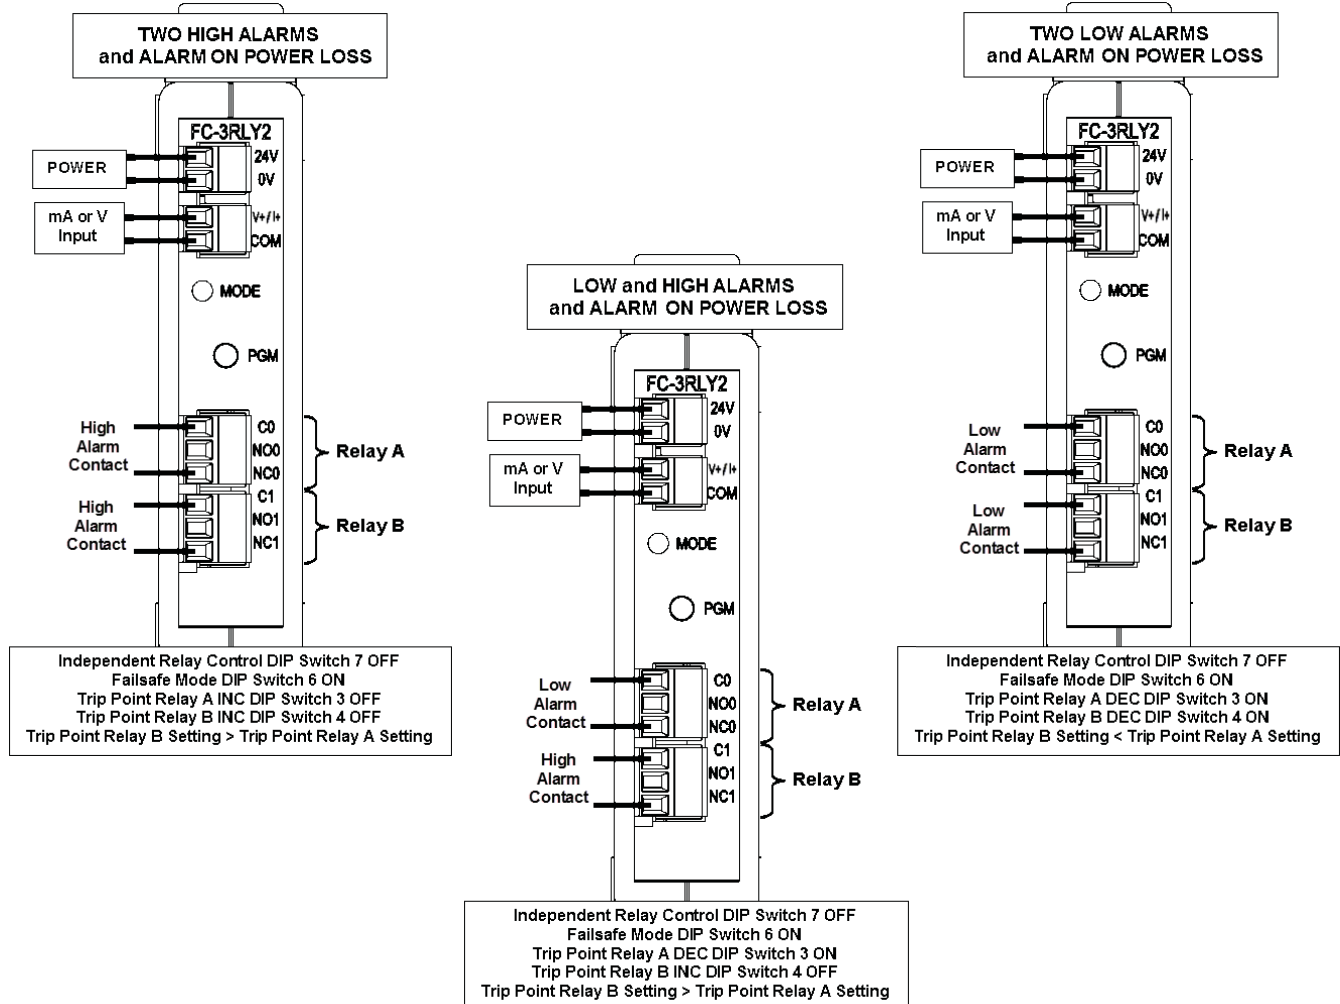 TWO HIGH ALARMS
and ALARM ON POWER LOSS
FC-3RLY2
POWER
24V
0V
mA or V
Input
V+/I+
COM
MODE
PGM
High
Alarm
Contact
C0
NO0
NC0
Relay A
High
Alarm
Contact
C1
NO1
NC1
Relay B
Independent Relay Control DIP Switch 7 OFF
Failsafe Mode DIP Switch 6 ON
Trip Point Relay A INC DIP Switch 3 OFF
Trip Point Relay B INC DIP Switch 4 OFF
Trip Point Relay B Setting > Trip Point Relay A Setting
LOW and HIGH ALARMS
and ALARM ON POWER LOSS
FC-3RLY2
POWER
24V
0V
mA or V
Input
V+/I+
COM
MODE
PGM
Low
Alarm
Contact
C0
NO0
NC0
Relay A
High
Alarm
Contact
C1
NO1
NC1
Relay B
Independent Relay Control DIP Switch 7 OFF
Failsafe Mode DIP Switch 6 ON
Trip Point Relay A DEC DIP Switch 3 ON
Trip Point Relay B INC DIP Switch 4 OFF
Trip Point Relay B Setting > Trip Point Relay A Setting
TWO LOW ALARMS
and ALARM ON POWER LOSS
FC-3RLY2
POWER
24V
0V
mA or V
Input
V+/I+
COM
MODE
PGM
Low
Alarm
Contact
C0
NO0
NC0
Relay A
Low
Alarm
Contact
C1
NO1
NC1
Relay B
Independent Relay Control DIP Switch 7 OFF
Failsafe Mode DIP Switch 6 ON
Trip Point Relay A DEC DIP Switch 3 ON
Trip Point Relay B DEC DIP Switch 4 ON
Trip Point Relay B Setting < Trip Point Relay A Setting